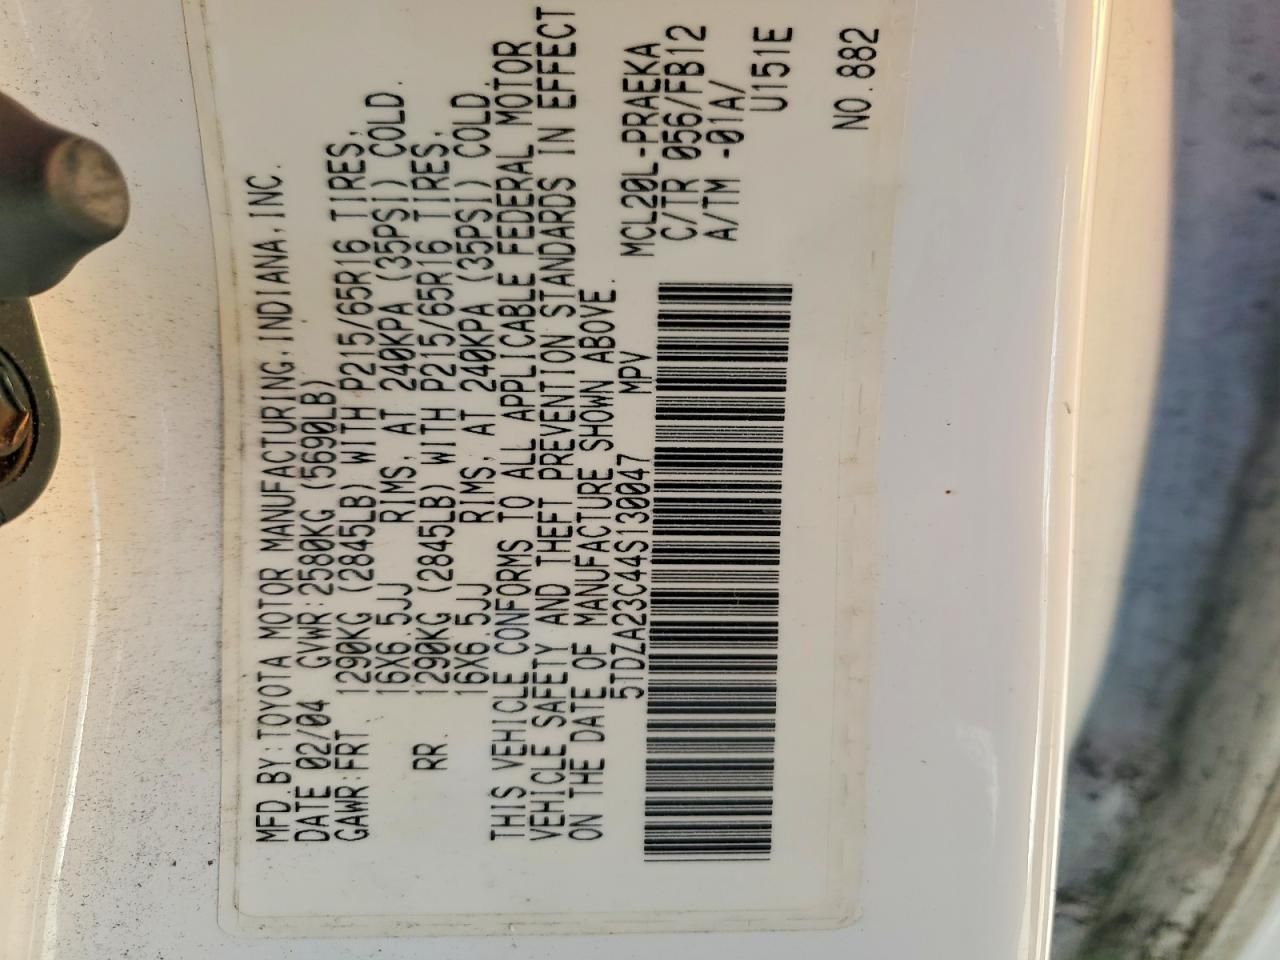 MFD.BY:TOYOTA MOTOR MANUFACTURING,INDIANA,INC.
DATE 02/04 GVWR:2580KG (5690LB)
GAWR:FRT 1290KG (2845LB) WITH P215/65R16 TIRES,
16X6.5JJ RIMS, AT 240KPA (35PSI) COLD.
RR. 1290KG (2845LB) WITH P215/65R16 TIRES,
16X6.5JJ RIMS, AT 240KPA (35PSI) COLD.
THIS VEHICLE CONFORMS TO ALL APPLICABLE FEDERAL MOTOR
VEHICLE SAFETY AND THEFT PREVENTION STANDARDS IN EFFECT
ON THE DATE OF MANUFACTURE SHOWN ABOVE.
5TDZA23C44S130047 MPV
MCL20L-PRAEKA
C/TR 056/FB12
A/TM -01A/
U151E
NO.882